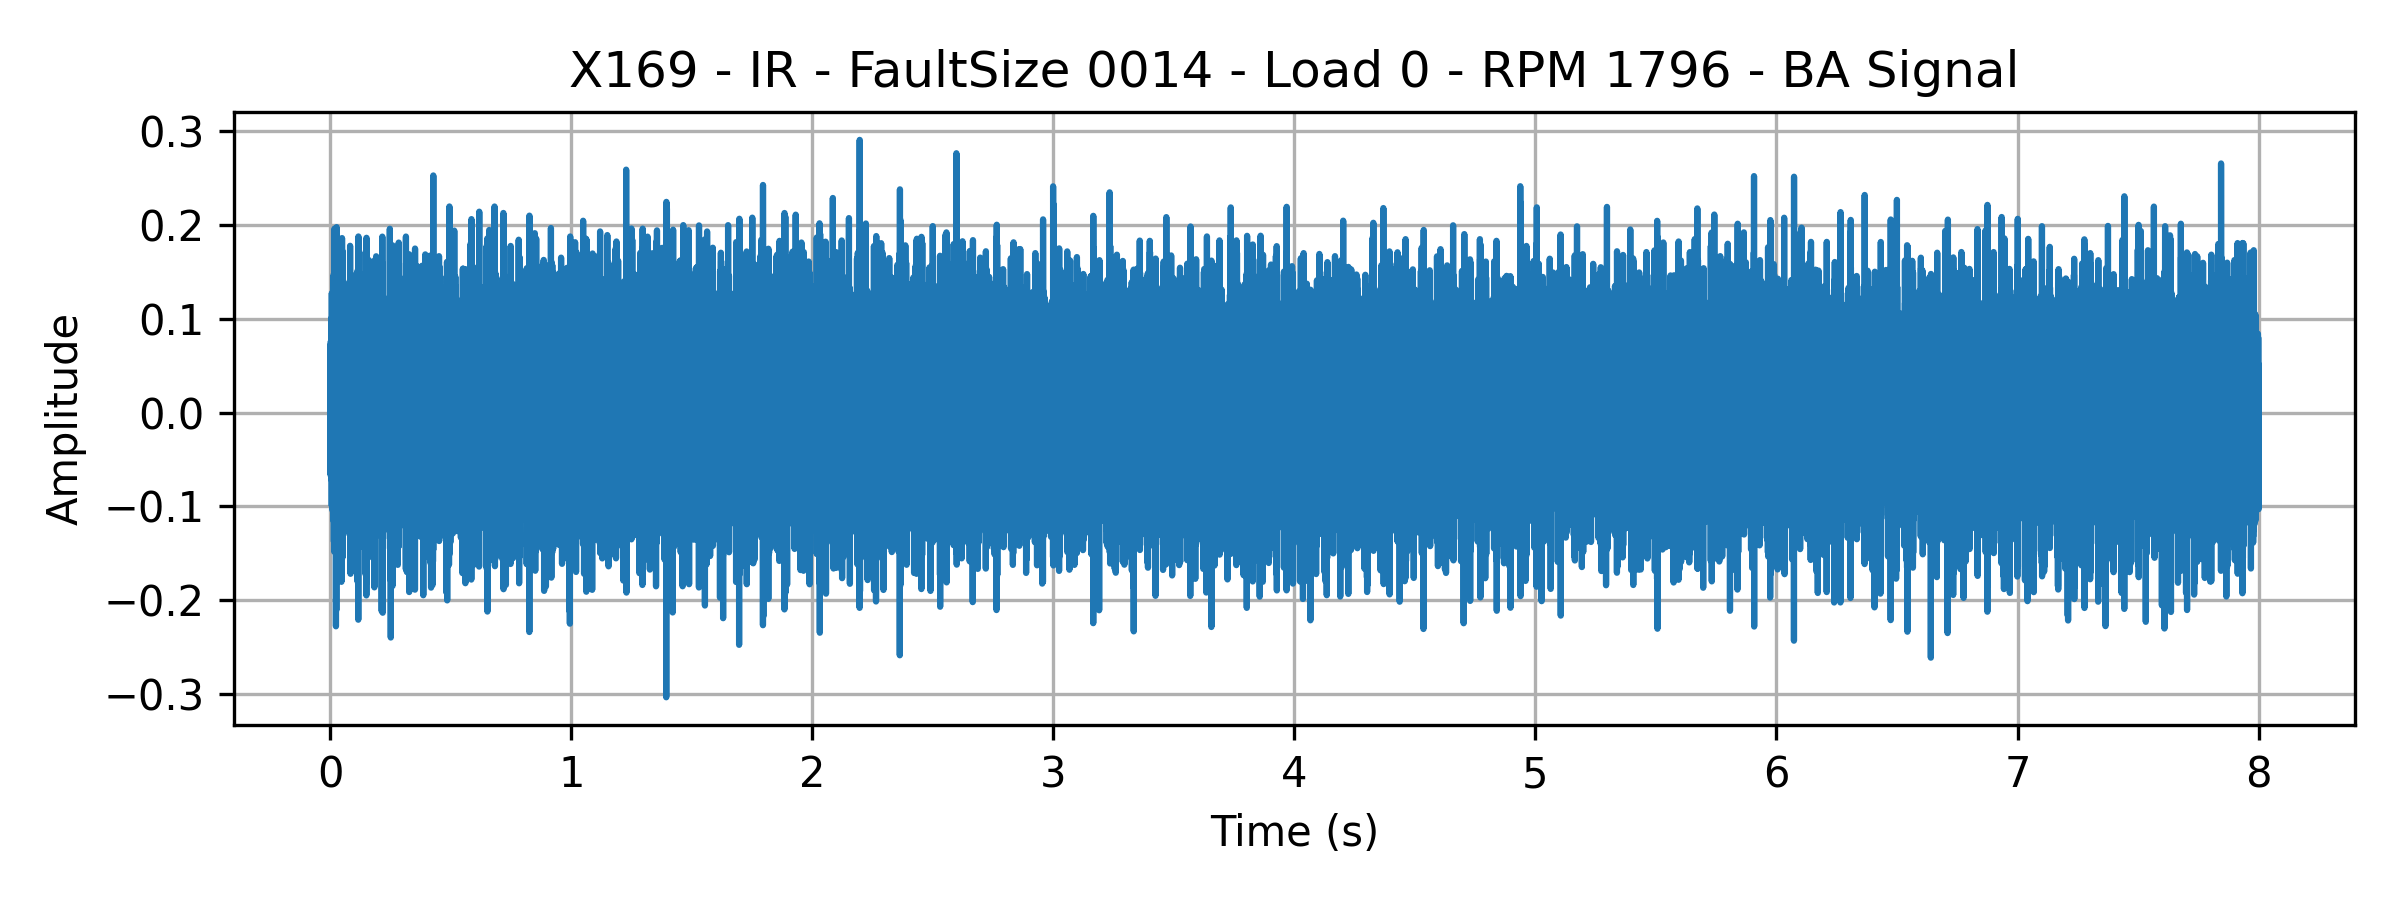 X169 - IR - FaultSize 0014 - Load 0 - RPM 1796 - BA Signal
0.3
0.2
0.1
0.0
−0.1
−0.2
−0.3
Amplitude
0 1 2 3 4 5 6 7 8
Time (s)